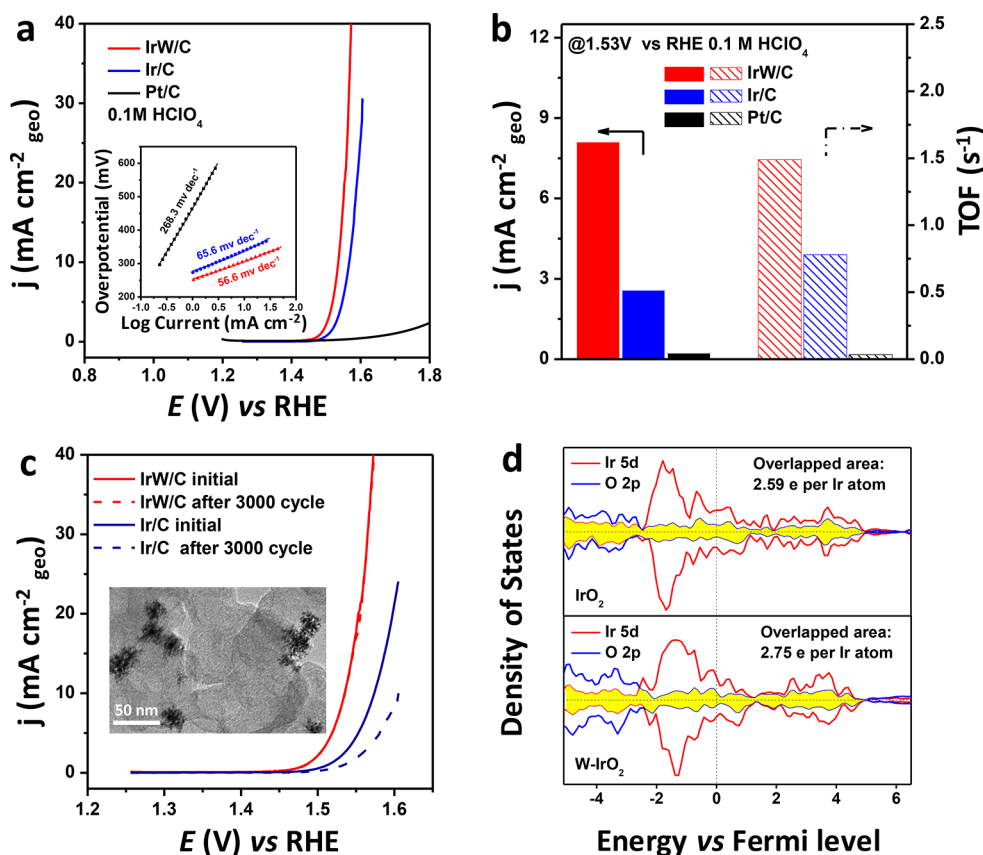 a
IrW/C
Ir/C
Pt/C
0.1M HClO4
268.3 mv dec-1
65.6 mv dec-1
56.6 mv dec-1
Overpotential (mV)
600
500
400
300
200
-1.0 -0.5 0.0 0.5 1.0 1.5 2.0
Log Current (mA cm-2)
j (mA cm-2 geo)
40
30
20
10
0
0.8 1.0 1.2 1.4 1.6 1.8
E (V) vs RHE
b
@1.53V vs RHE 0.1 M HClO4
IrW/C
Ir/C
Pt/C
j (mA cm-2 geo)
12
9
6
3
0
2.5
2.0
1.5
1.0
0.5
0.0
TOF (s-1)
c
IrW/C initial
IrW/C after 3000 cycle
Ir/C initial
Ir/C after 3000 cycle
50 nm
j (mA cm-2 geo)
40
30
20
10
0
1.2 1.3 1.4 1.5 1.6
E (V) vs RHE
d
Ir 5d
O 2p
Overlapped area:
2.59 e per Ir atom
IrO2
Ir 5d
O 2p
Overlapped area:
2.75 e per Ir atom
W-IrO2
Density of States
-4 -2 0 2 4 6
Energy vs Fermi level